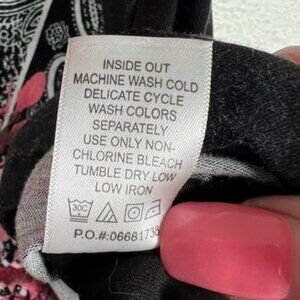 INSIDE OUT
MACHINE WASH COLD
DELICATE CYCLE
WASH COLORS
SEPARATELY
USE ONLY NON-
CHLORINE BLEACH
TUMBLE DRY LOW
LOW IRON
30C
P.O.#:06681738